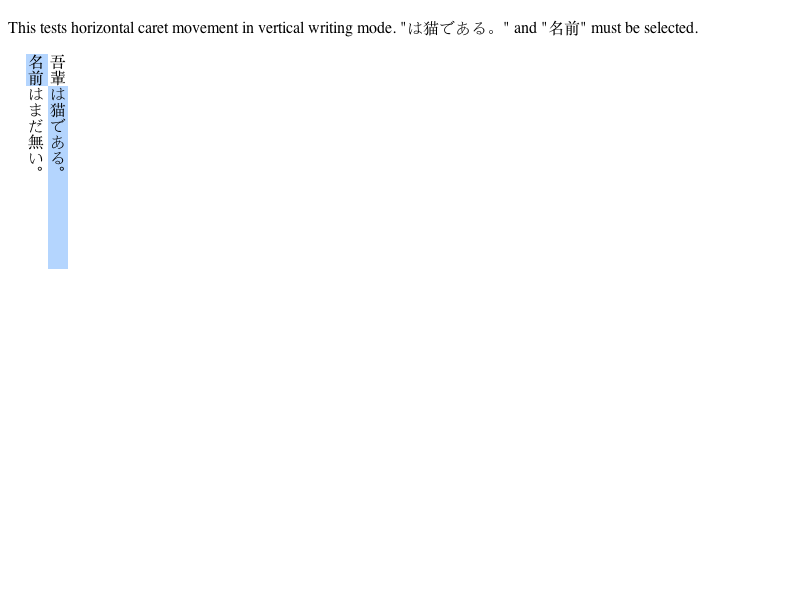 This tests horizontal caret movement in vertical writing mode. "は猫である。" and "名前" must be selected.
吾輩は猫である。
名前はまだ無い。